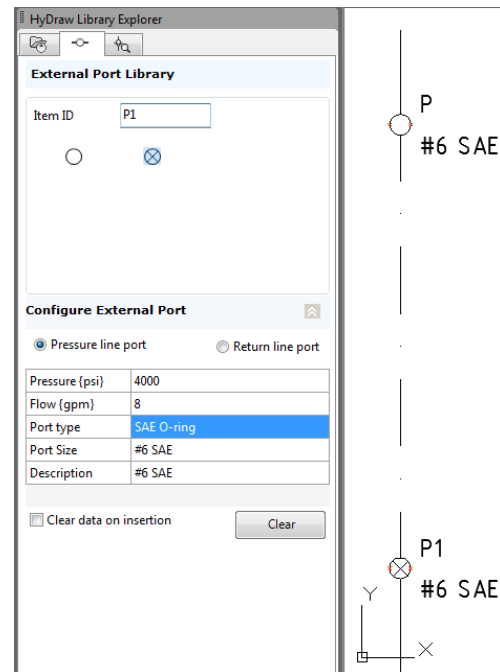 HyDraw Library Explorer
External Port Library
Item ID P1
Configure External Port
Pressure line port Return line port
Pressure {psi} 4000
Flow {gpm} 8
Port type SAE O-ring
Port Size #6 SAE
Description #6 SAE
Clear data on insertion Clear
P
#6 SAE
P1
#6 SAE
Y
X